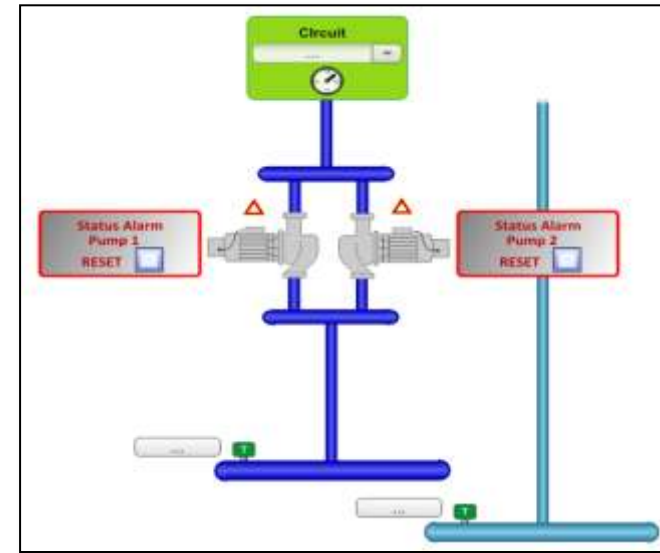 Circuit
....
Status Alarm
Pump 1
RESET
Status Alarm
Pump 2
RESET
...
T
...
T